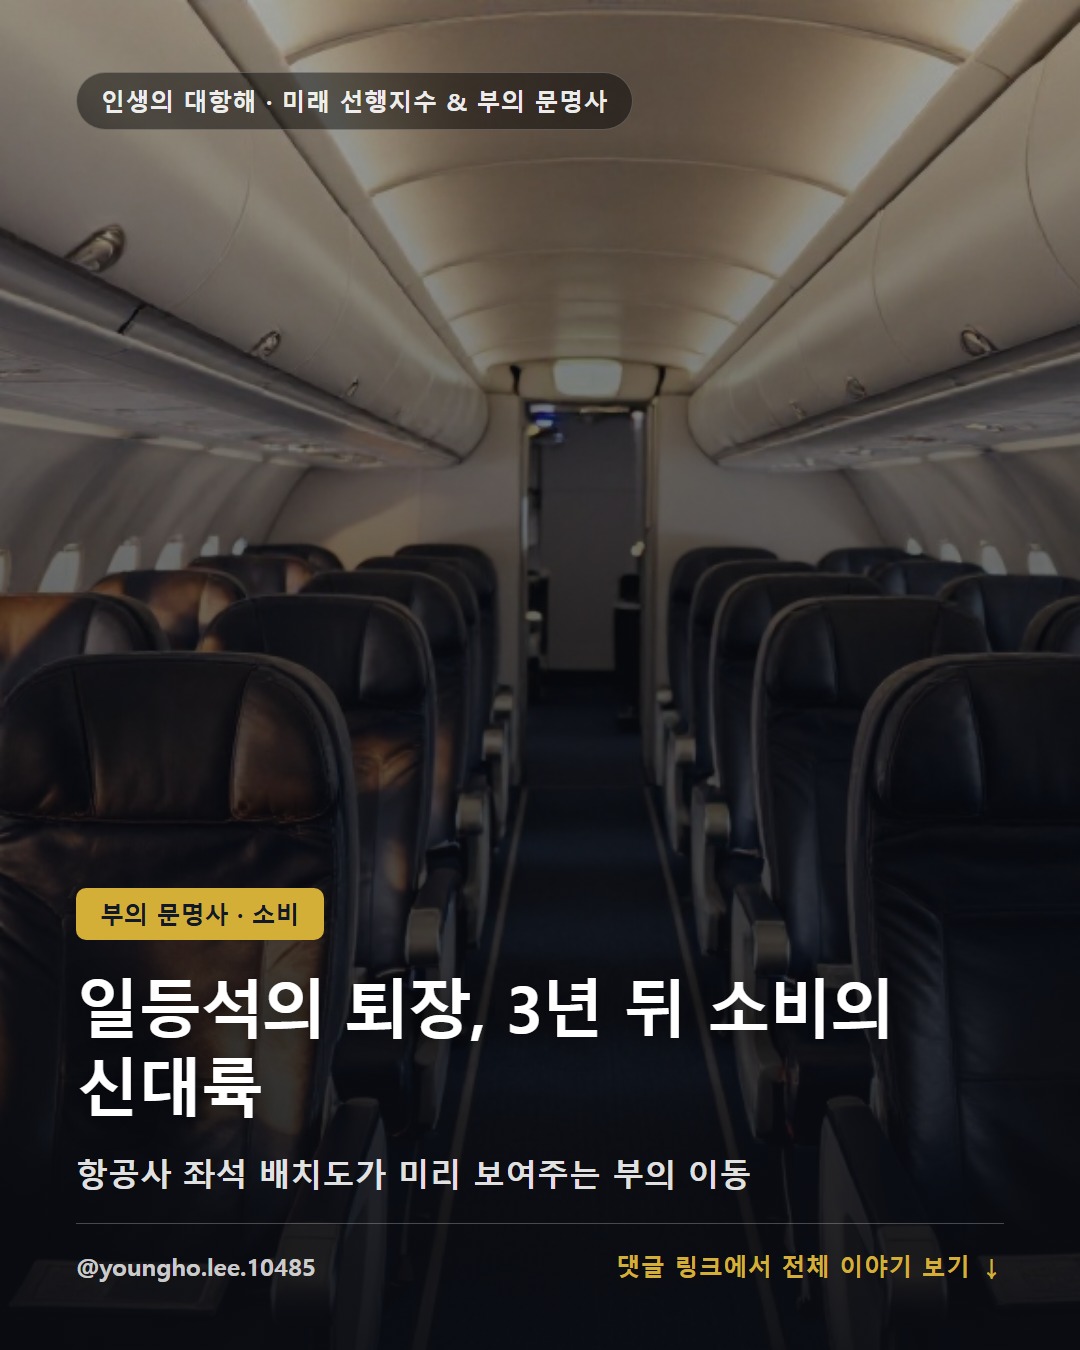 인생의 대항해 · 미래 선행지수 & 부의 문명사
부의 문명사 · 소비
일등석의 퇴장, 3년 뒤 소비의
신대륙
항공사 좌석 배치도가 미리 보여주는 부의 이동
@youngho.lee.10485
댓글 링크에서 전체 이야기 보기 ↓